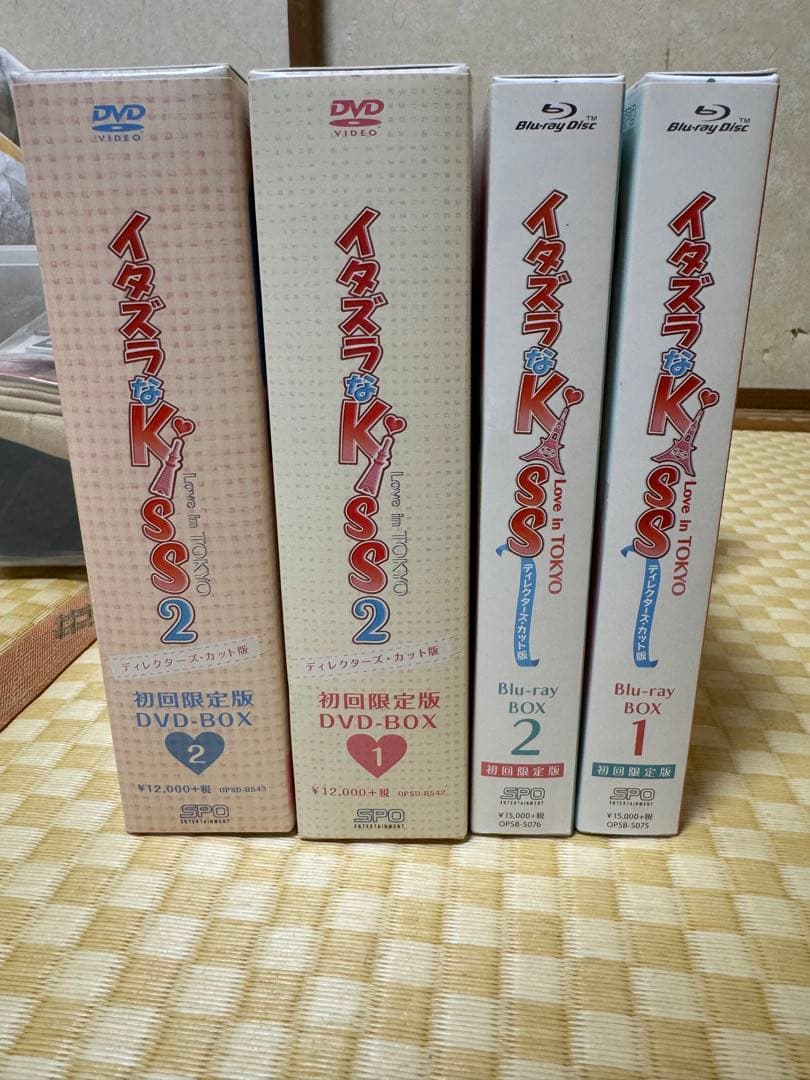 DVD
VIDEO
イタズラなKiSS2
Love in TOKYO
ディレクターズ・カット版
初回限定版
DVD-BOX
2
¥12,000+税 OPSD-B543
SPO
ENTERTAINMENT
DVD
VIDEO
イタズラなKiSS2
Love in TOKYO
ディレクターズ・カット版
初回限定版
DVD-BOX
1
¥12,000+税 OPSD-B542
SPO
ENTERTAINMENT
Blu-ray Disc™
イタズラなKiSS
Love in TOKYO
ディレクターズ・カット版
Blu-ray
BOX
2
初回限定版
SPO
ENTERTAINMENT
¥15,000+税
OPSB-S076
Blu-ray Disc™
イタズラなKiSS
Love in TOKYO
ディレクターズ・カット版
Blu-ray
BOX
1
初回限定版
SPO
ENTERTAINMENT
¥15,000+税
OPSB-S075